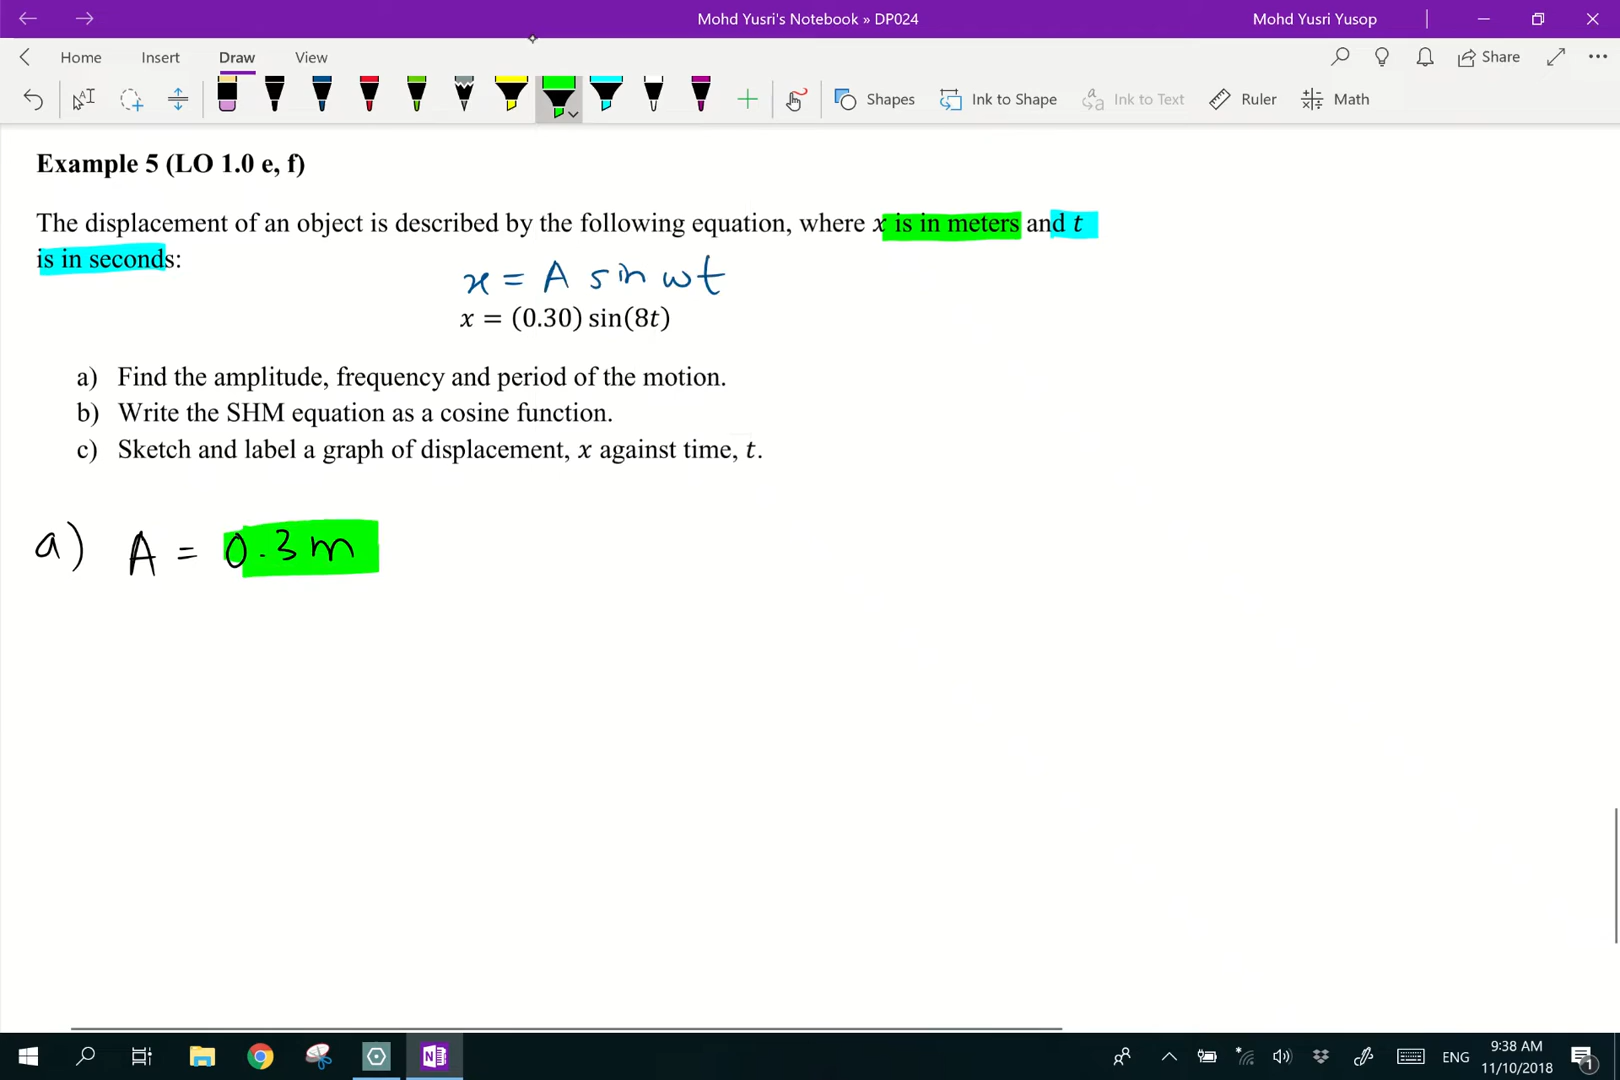 Mohd Yusri's Notebook » DP024
Mohd Yusri Yusop
Home Insert Draw View
Share
Shapes Ink to Shape Ink to Text Ruler Math
Example 5 (LO 1.0 e, f)
The displacement of an object is described by the following equation, where x is in meters and t
is in seconds:
x = A sin ωt
x = (0.30) sin(8t)
a) Find the amplitude, frequency and period of the motion.
b) Write the SHM equation as a cosine function.
c) Sketch and label a graph of displacement, x against time, t.
a) A = 0.3 m
ENG
9:38 AM
11/10/2018
1